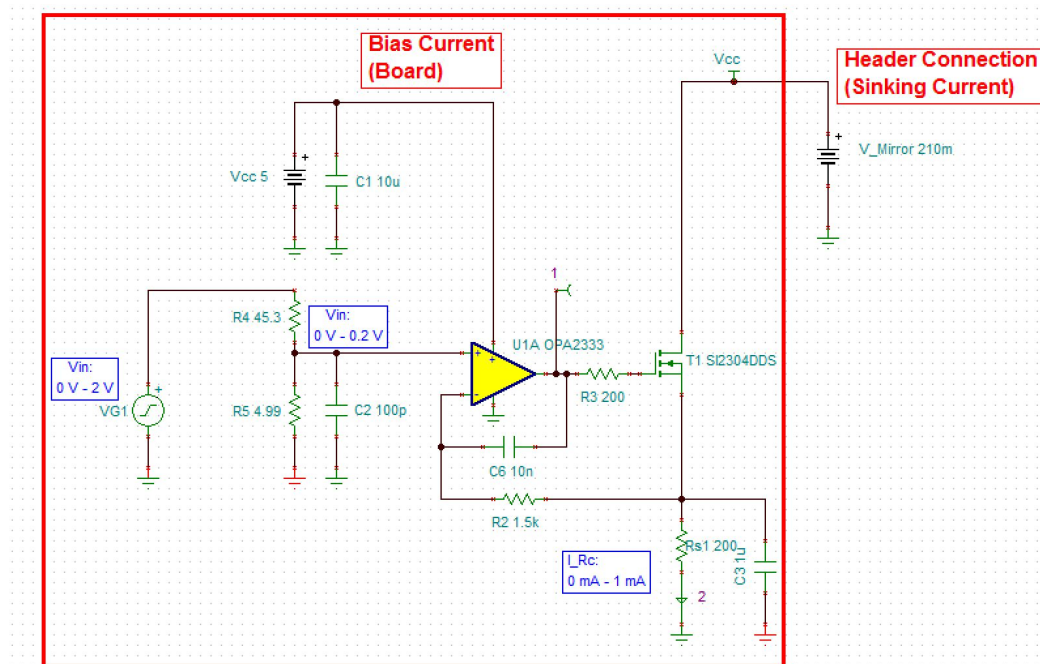 Bias Current
(Board)
Vcc
Header Connection
(Sinking Current)
V_Mirror 210m
Vcc 5
C1 10u
1
R4 45.3
Vin:
0 V - 0.2 V
U1A OPA2333
T1 SI2304DDS
Vin:
0 V - 2 V
VG1
R5 4.99
C2 100p
R3 200
C6 10n
R2 1.5k
Rs1 200
C3 1u
I_Rc:
0 mA - 1 mA
2